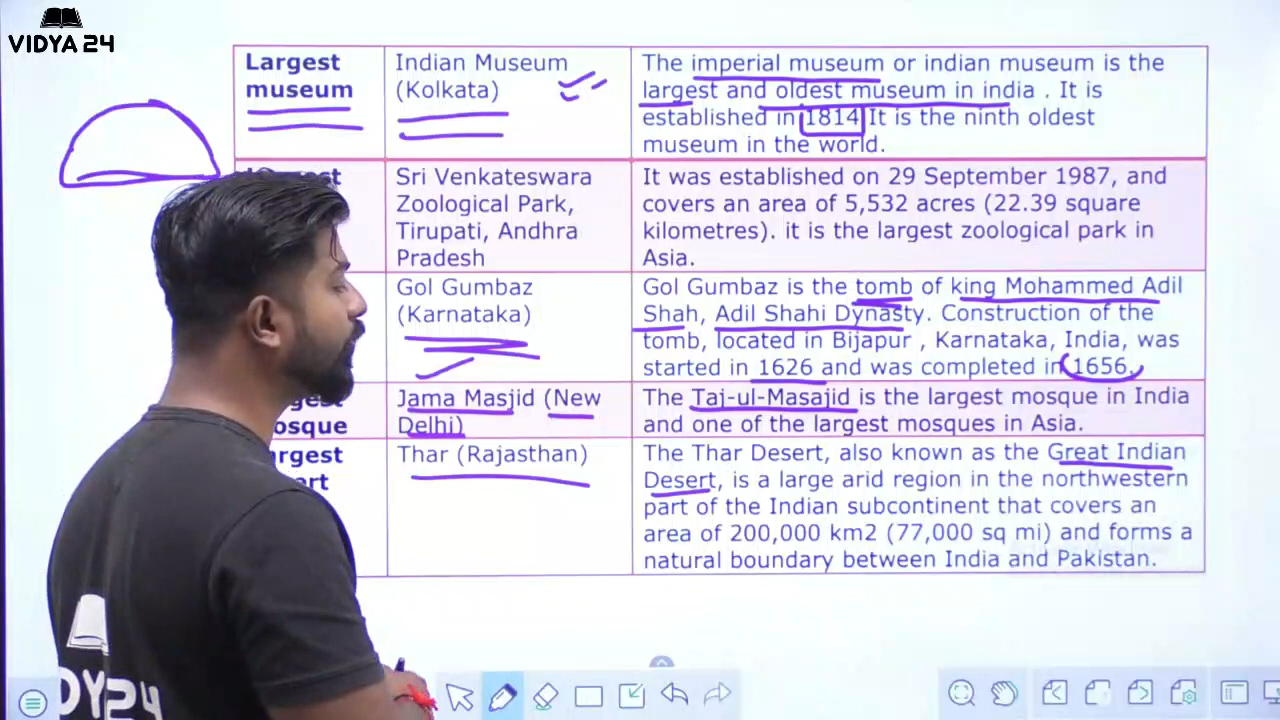 VIDYA 24
Largest
museum
Indian Museum
(Kolkata)
The imperial museum or indian museum is the
largest and oldest museum in india . It is
established in 1814 It is the ninth oldest
museum in the world.
Sri Venkateswara
Zoological Park,
Tirupati, Andhra
Pradesh
It was established on 29 September 1987, and
covers an area of 5,532 acres (22.39 square
kilometres). it is the largest zoological park in
Asia.
Gol Gumbaz
(Karnataka)
Gol Gumbaz is the tomb of king Mohammed Adil
Shah, Adil Shahi Dynasty. Construction of the
tomb, located in Bijapur , Karnataka, India, was
started in 1626 and was completed in 1656.
osque
Jama Masjid (New
Delhi)
The Taj-ul-Masajid is the largest mosque in India
and one of the largest mosques in Asia.
argest
Thar (Rajasthan)
The Thar Desert, also known as the Great Indian
Desert, is a large arid region in the northwestern
part of the Indian subcontinent that covers an
area of 200,000 km2 (77,000 sq mi) and forms a
natural boundary between India and Pakistan.
DYA24